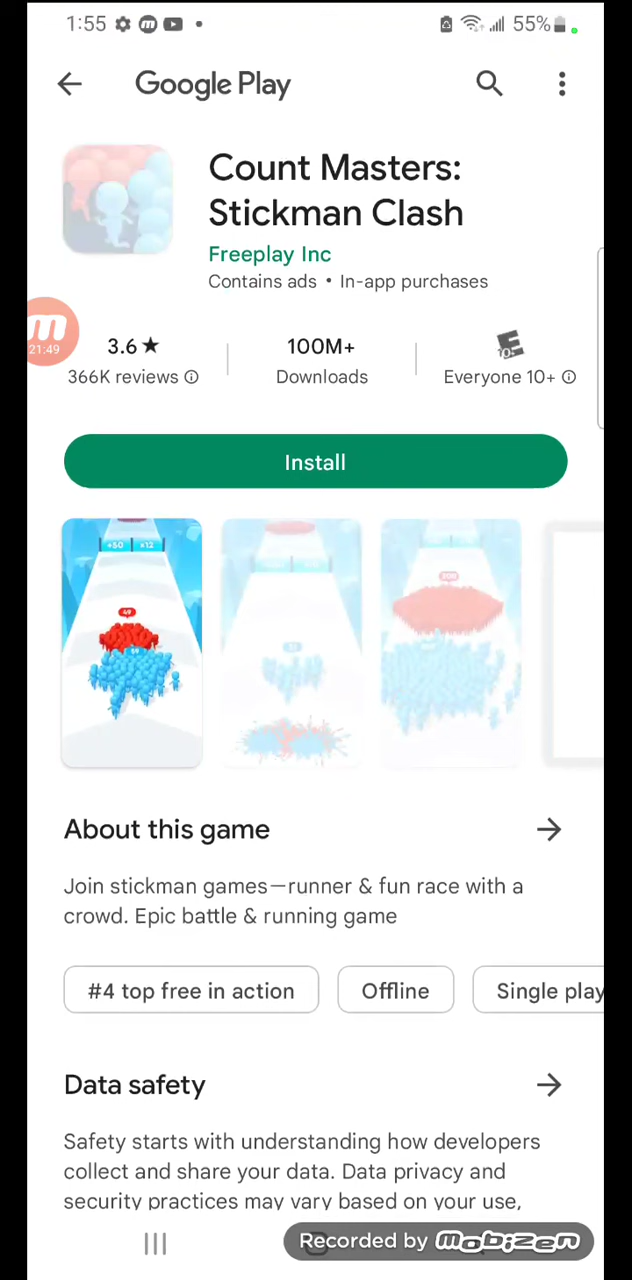 1:55
55%
Google Play
Count Masters:
Stickman Clash
Freeplay Inc
Contains ads • In-app purchases
21:49
3.6★
100M+
366K reviews
Downloads
Everyone 10+
Install
+50 +12
49
About this game
Join stickman games—runner & fun race with a
crowd. Epic battle & running game
#4 top free in action
Offline
Single play
Data safety
Safety starts with understanding how developers
collect and share your data. Data privacy and
security practices may vary based on your use,
Recorded by mobizen